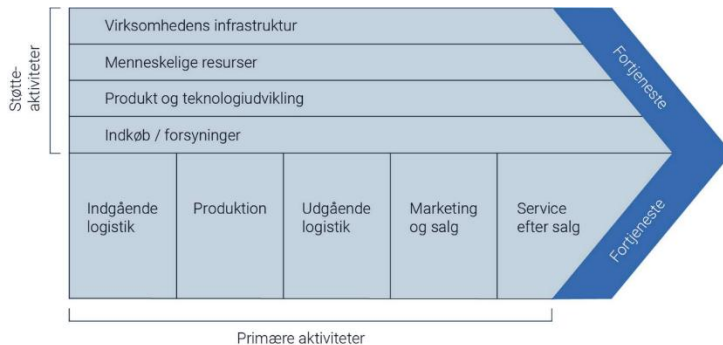 Støtte-
aktiviteter
Virksomhedens infrastruktur
Menneskelige resurser
Produkt og teknologiudvikling
Indkøb / forsyninger
Fortjeneste
Indgående
logistik
Produktion
Udgående
logistik
Marketing
og salg
Service
efter salg
Fortjeneste
Primære aktiviteter